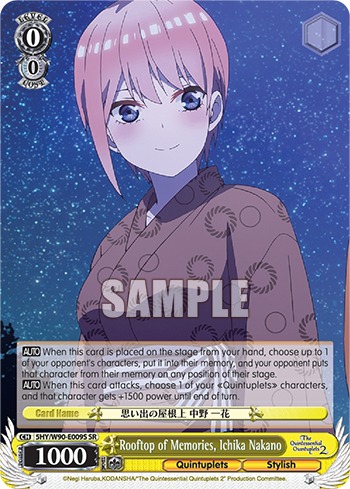 LEVEL
0
0
COST
SAMPLE
AUTO When this card is placed on the stage from your hand, choose up to 1
of your opponent's characters, put it into their memory, and your opponent puts
that character from their memory on any position of their stage.
AUTO When this card attacks, choose 1 of your «Quintuplets» characters,
and that character gets +1500 power until end of turn.
Card Name 思い出の屋根上 中野 一花
CH 5HY/W90-E009S SR
1000
Rooftop of Memories, Ichika Nakano
The Quintessential Quintuplets 2
Quintuplets Stylish
©Negi Haruba,KODANSHA/"The Quintessential Quintuplets 2" Production Committee.